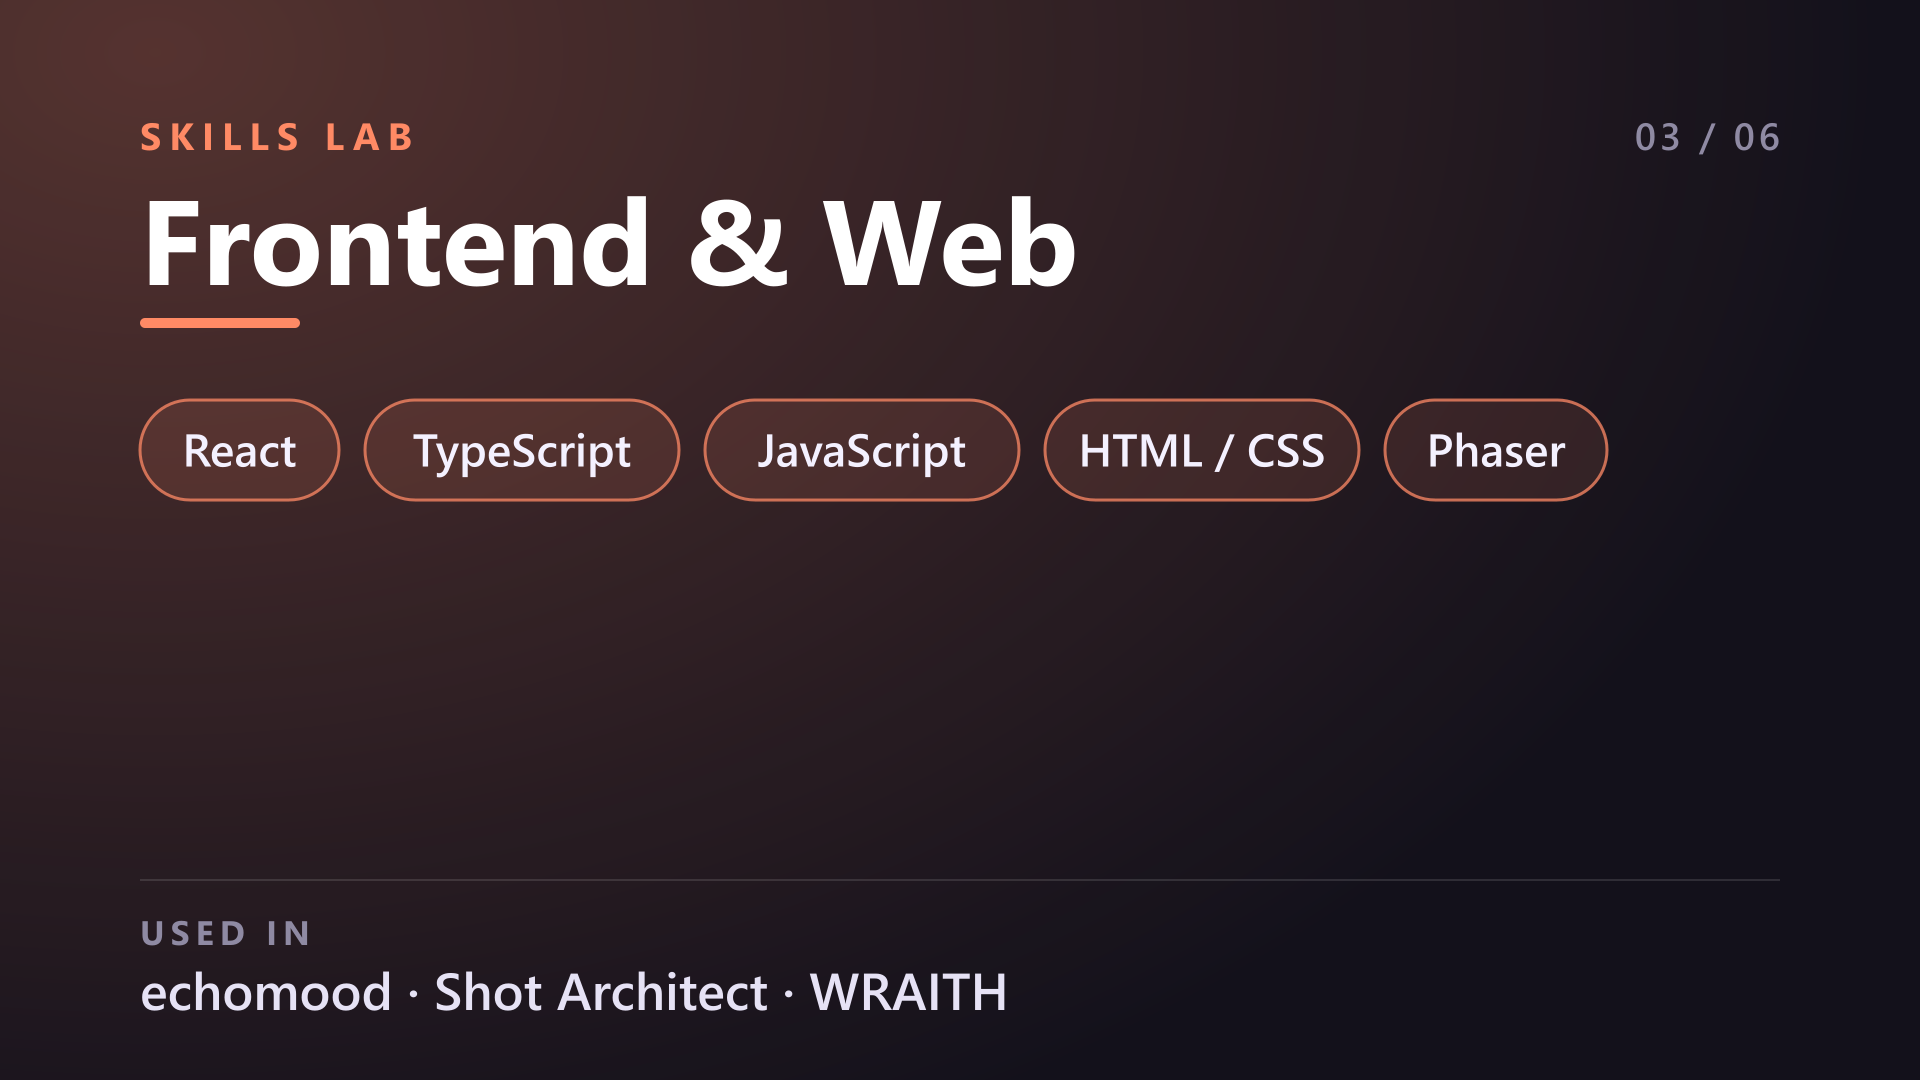 SKILLS LAB
03 / 06
Frontend & Web
React
TypeScript
JavaScript
HTML / CSS
Phaser
USED IN
echomood · Shot Architect · WRAITH